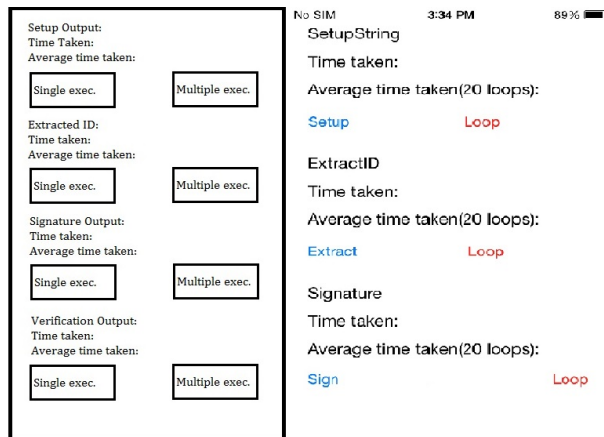 Setup Output:
Time Taken:
Average time taken:
Single exec. Multiple exec.
Extracted ID:
Time taken:
Average time taken:
Single exec. Multiple exec.
Signature Output:
Time taken:
Average time taken:
Single exec. Multiple exec.
Verification Output:
Time taken:
Average time taken:
Single exec. Multiple exec.
No SIM 3:34 PM 89%
SetupString
Time taken:
Average time taken(20 loops):
Setup Loop
ExtractID
Time taken:
Average time taken(20 loops):
Extract Loop
Signature
Time taken:
Average time taken(20 loops):
Sign Loop